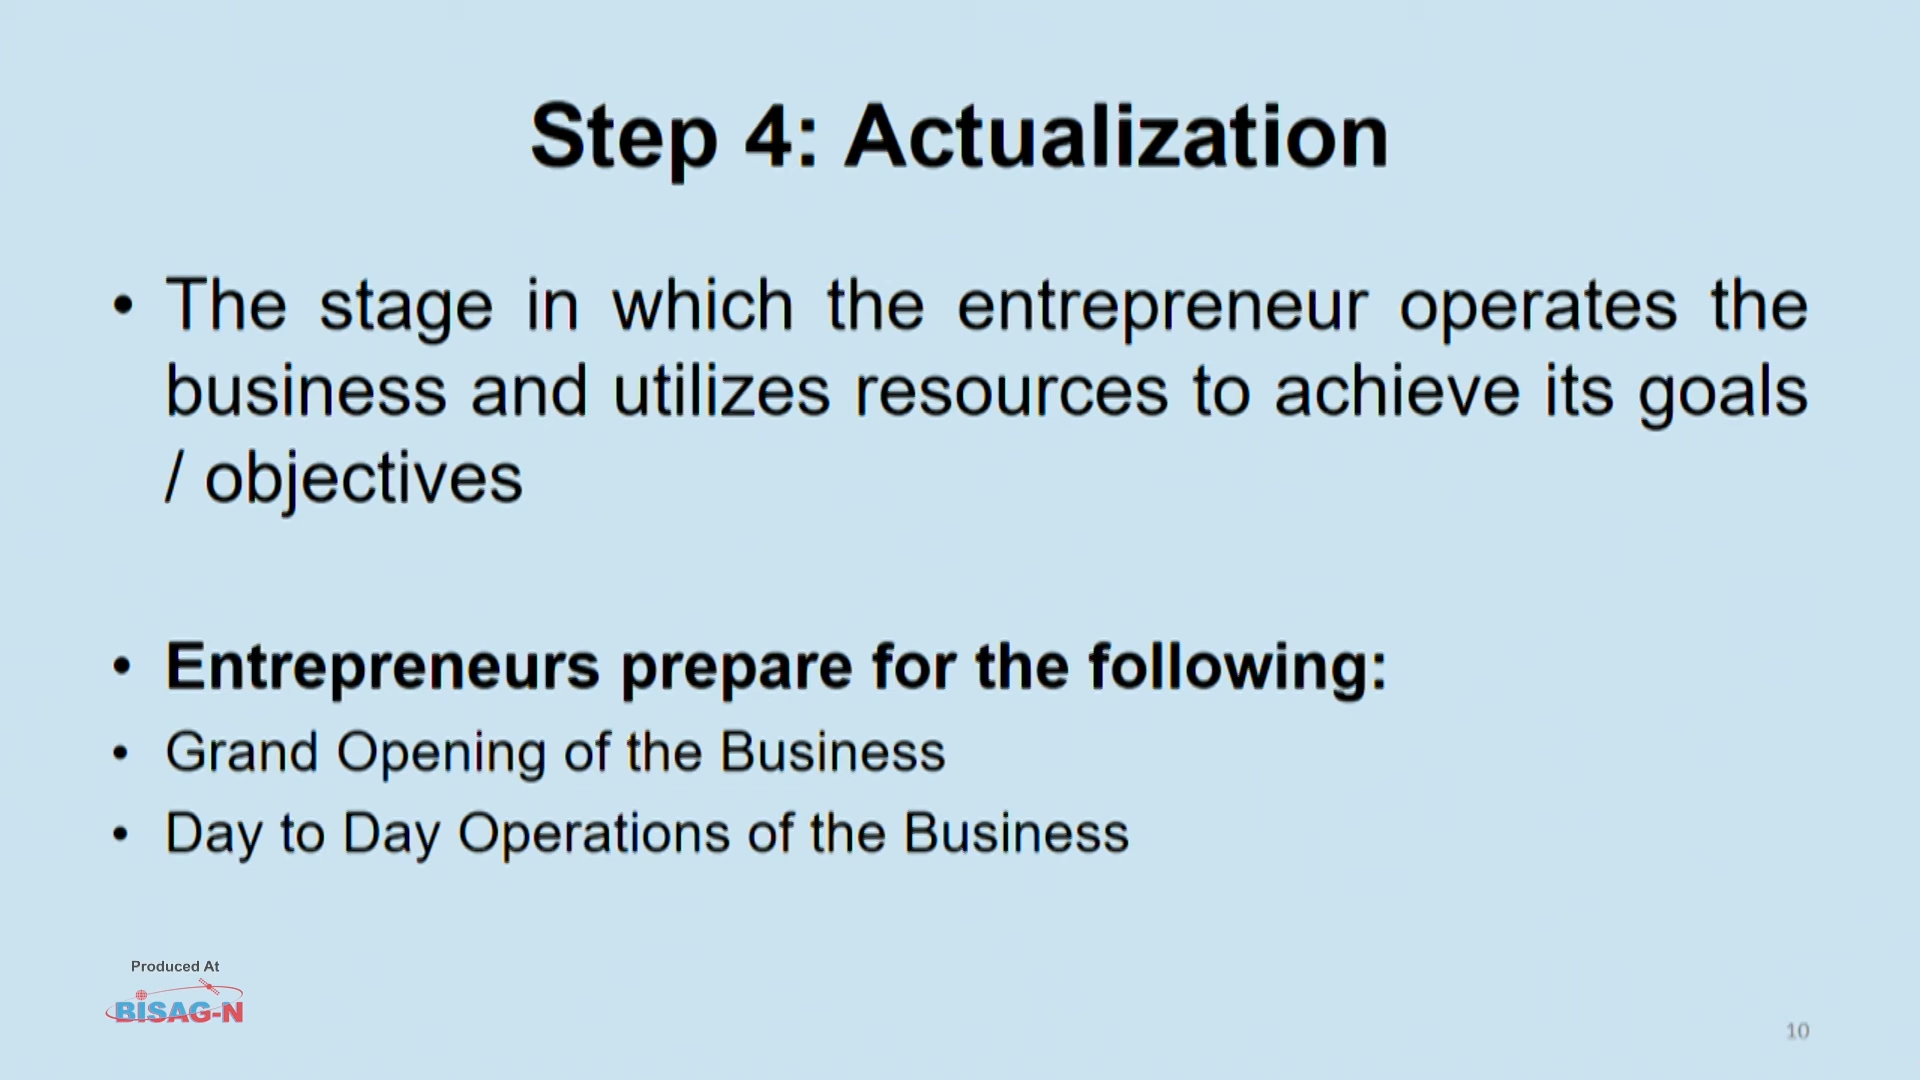 Step 4: Actualization
• The stage in which the entrepreneur operates the
business and utilizes resources to achieve its goals
/ objectives
• Entrepreneurs prepare for the following:
• Grand Opening of the Business
• Day to Day Operations of the Business
Produced At
BISAG-N
10